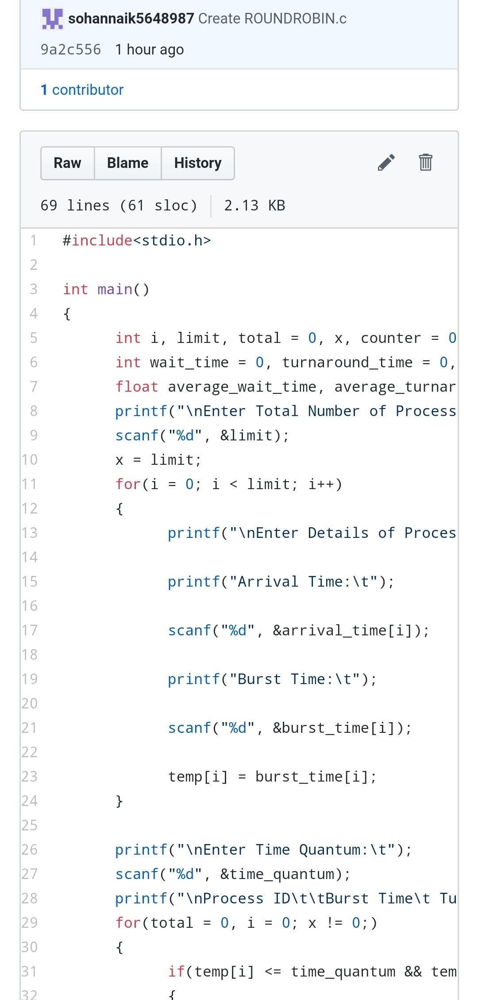 sohannaik5648987 Create ROUNDROBIN.c
9a2c556 1 hour ago
1 contributor
Raw Blame History
69 lines (61 sloc) 2.13 KB
1 #include<stdio.h>
2
3 int main()
4 {
5 int i, limit, total = 0, x, counter = 0
6 int wait_time = 0, turnaround_time = 0,
7 float average_wait_time, average_turnar
8 printf("\nEnter Total Number of Process
9 scanf("%d", &limit);
10 x = limit;
11 for(i = 0; i < limit; i++)
12 {
13 printf("\nEnter Details of Proces
14
15 printf("Arrival Time:\t");
16
17 scanf("%d", &arrival_time[i]);
18
19 printf("Burst Time:\t");
20
21 scanf("%d", &burst_time[i]);
22
23 temp[i] = burst_time[i];
24 }
25
26 printf("\nEnter Time Quantum:\t");
27 scanf("%d", &time_quantum);
28 printf("\nProcess ID\t\tBurst Time\t Tu
29 for(total = 0, i = 0; x != 0;)
30 {
31 if(temp[i] <= time_quantum && tem
32 {